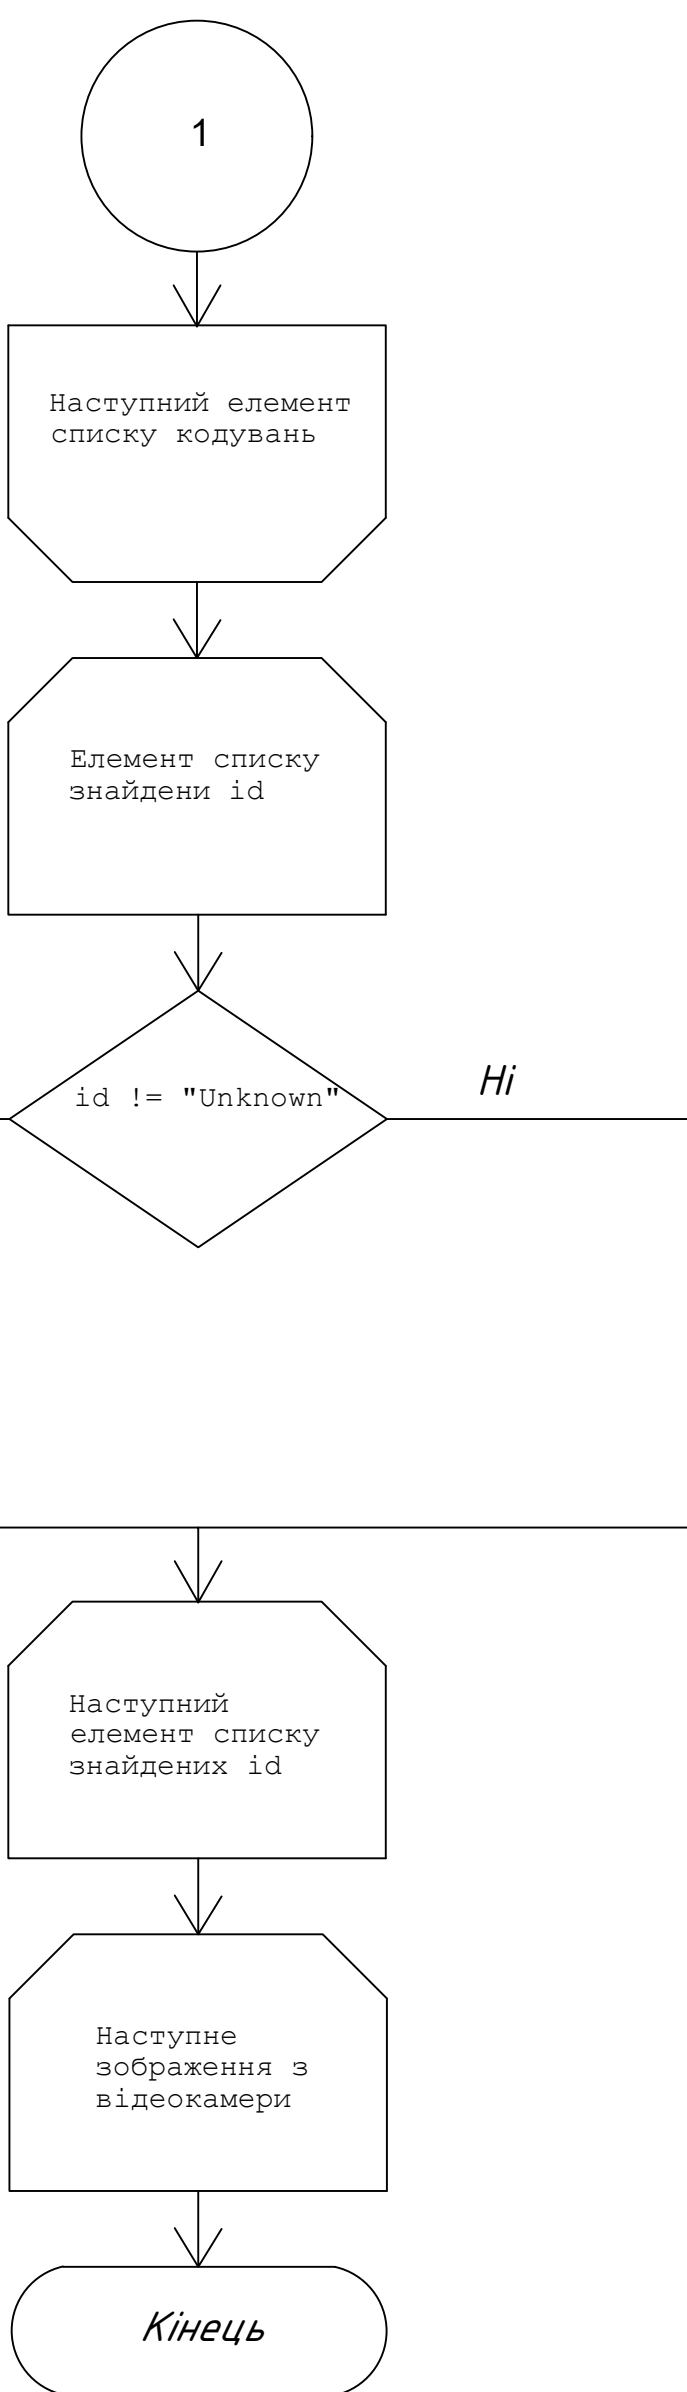 1
Наступний елемент
списку кодувань
Елемент списку
знайдени id
id != "Unknown"
Ні
Наступний
елемент списку
знайдених id
Наступне
зображення з
відеокамери
Кінець